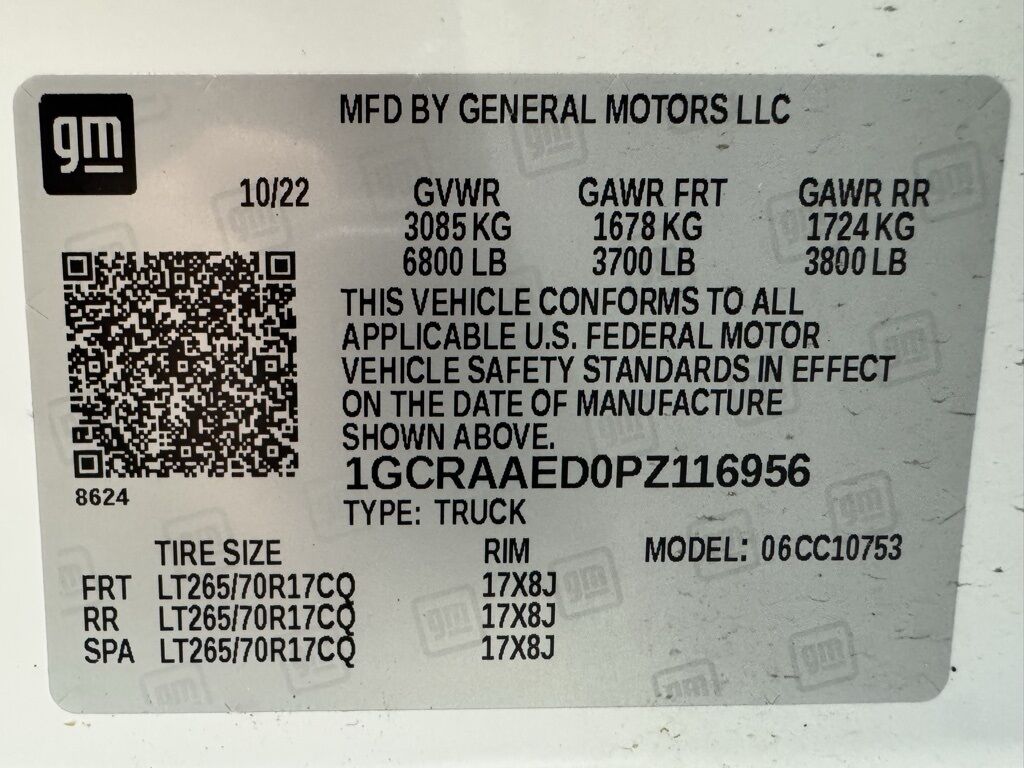 gm
MFD BY GENERAL MOTORS LLC
10/22 GVWR GAWR FRT GAWR RR
3085 KG 1678 KG 1724 KG
6800 LB 3700 LB 3800 LB
THIS VEHICLE CONFORMS TO ALL
APPLICABLE U.S. FEDERAL MOTOR
VEHICLE SAFETY STANDARDS IN EFFECT
ON THE DATE OF MANUFACTURE
SHOWN ABOVE.
1GCRAAED0PZ116956
8624
TYPE: TRUCK
TIRE SIZE RIM MODEL: 06CC10753
FRT LT265/70R17CQ 17X8J
RR LT265/70R17CQ 17X8J
SPA LT265/70R17CQ 17X8J